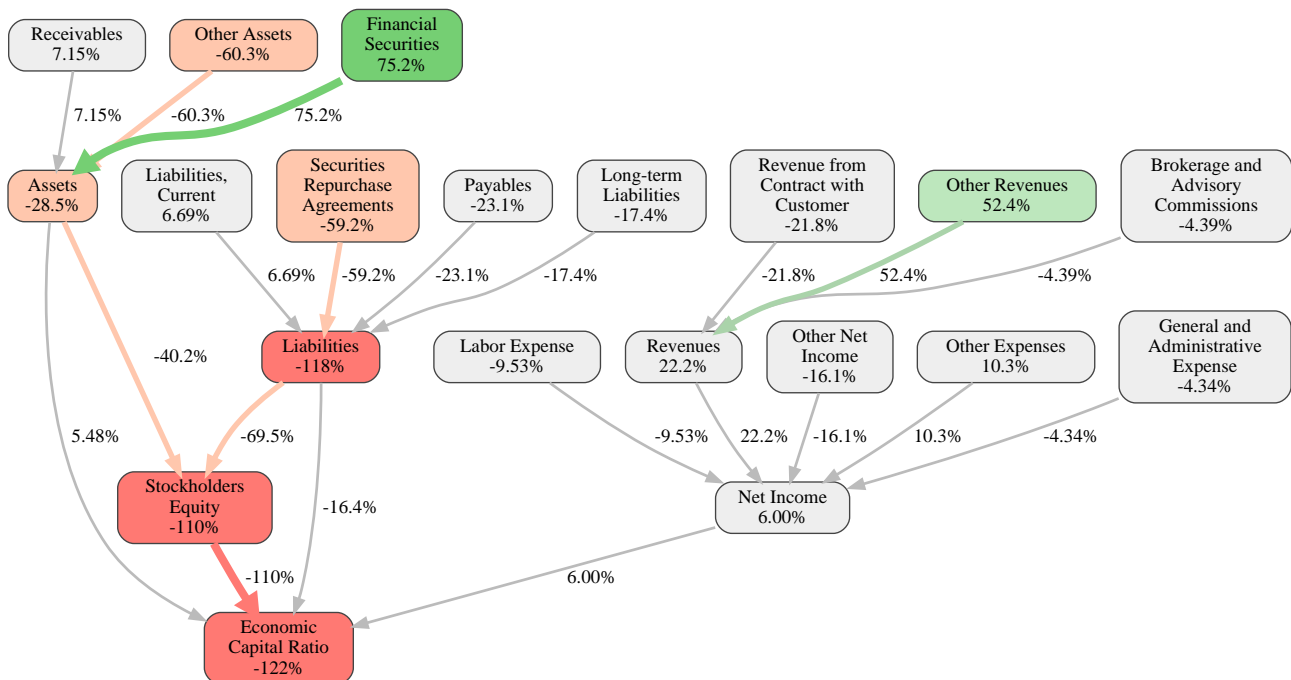 Receivables
7.15%
Other Assets
-60.3%
Financial
Securities
75.2%
7.15%
-60.3%
75.2%
Assets
-28.5%
Liabilities,
Current
6.69%
Securities
Repurchase
Agreements
-59.2%
Payables
-23.1%
Long-term
Liabilities
-17.4%
Revenue from
Contract with
Customer
-21.8%
Other Revenues
52.4%
Brokerage and
Advisory
Commissions
-4.39%
6.69%
-59.2%
-23.1%
-17.4%
-21.8%
52.4%
-4.39%
Liabilities
-118%
Labor Expense
-9.53%
Revenues
22.2%
Other Net
Income
-16.1%
Other Expenses
10.3%
General and
Administrative
Expense
-4.34%
-40.2%
5.48%
-69.5%
-9.53%
22.2%
-16.1%
10.3%
-4.34%
Stockholders
Equity
-110%
-16.4%
Net Income
6.00%
-110%
6.00%
Economic
Capital Ratio
-122%